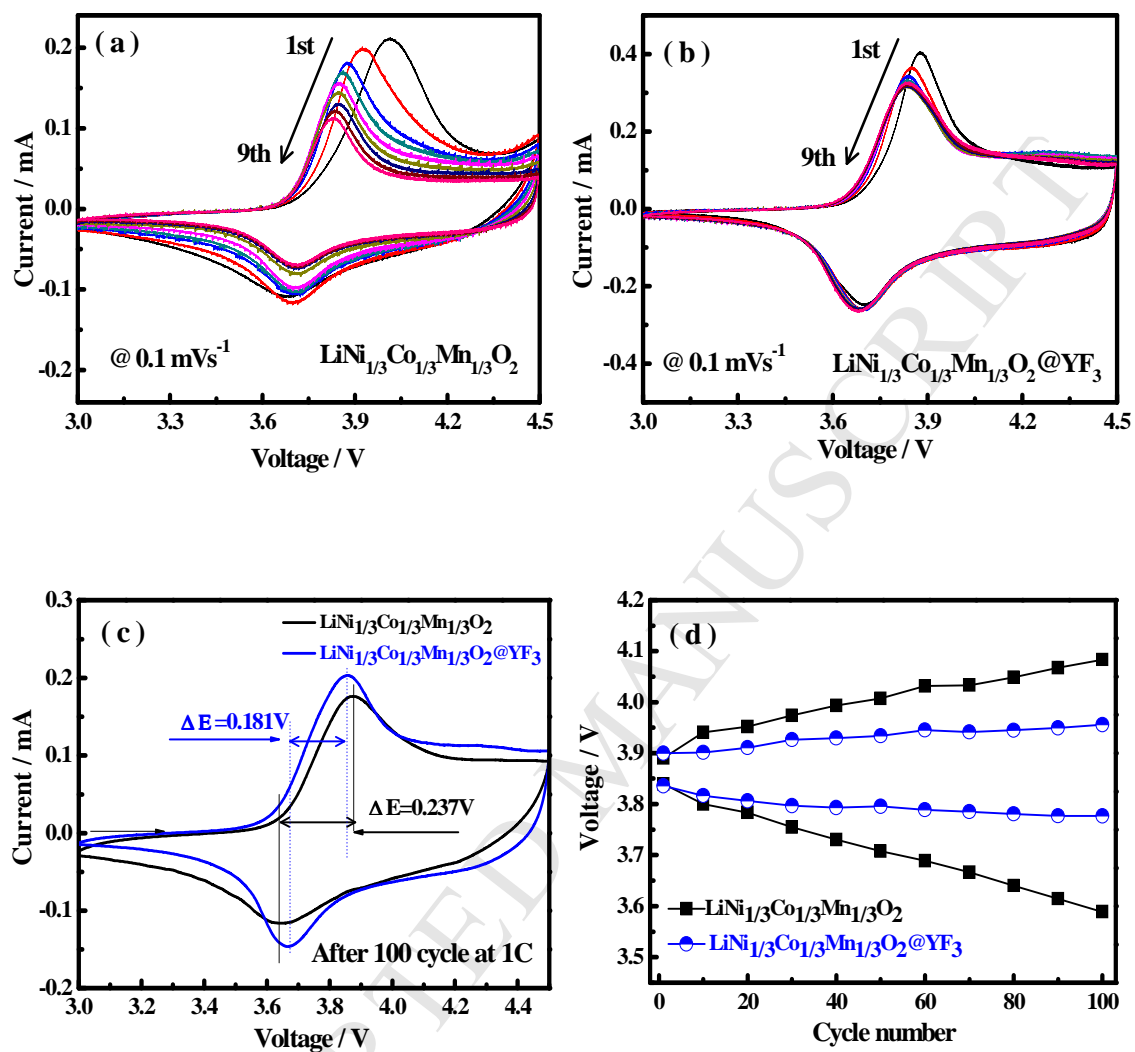 ( a )
1st
9th
@ 0.1 mVs-1
LiNi1/3Co1/3Mn1/3O2
Current / mA
0.2
0.1
0.0
-0.1
-0.2
3.0 3.3 3.6 3.9 4.2 4.5
Voltage / V
( b )
1st
9th
@ 0.1 mVs-1
LiNi1/3Co1/3Mn1/3O2@YF3
Current / mA
0.4
0.2
0.0
-0.2
-0.4
3.0 3.3 3.6 3.9 4.2 4.5
Voltage / V
( c )
LiNi1/3Co1/3Mn1/3O2
LiNi1/3Co1/3Mn1/3O2@YF3
Δ E=0.181V
Δ E=0.237V
After 100 cycle at 1C
Current / mA
0.3
0.2
0.1
0.0
-0.1
-0.2
3.0 3.2 3.4 3.6 3.8 4.0 4.2 4.4
Voltage / V
( d )
LiNi1/3Co1/3Mn1/3O2
LiNi1/3Co1/3Mn1/3O2@YF3
Voltage / V
4.2
4.1
4.0
3.9
3.8
3.7
3.6
3.5
0 20 40 60 80 100
Cycle number
PTED MANUSCRIPT